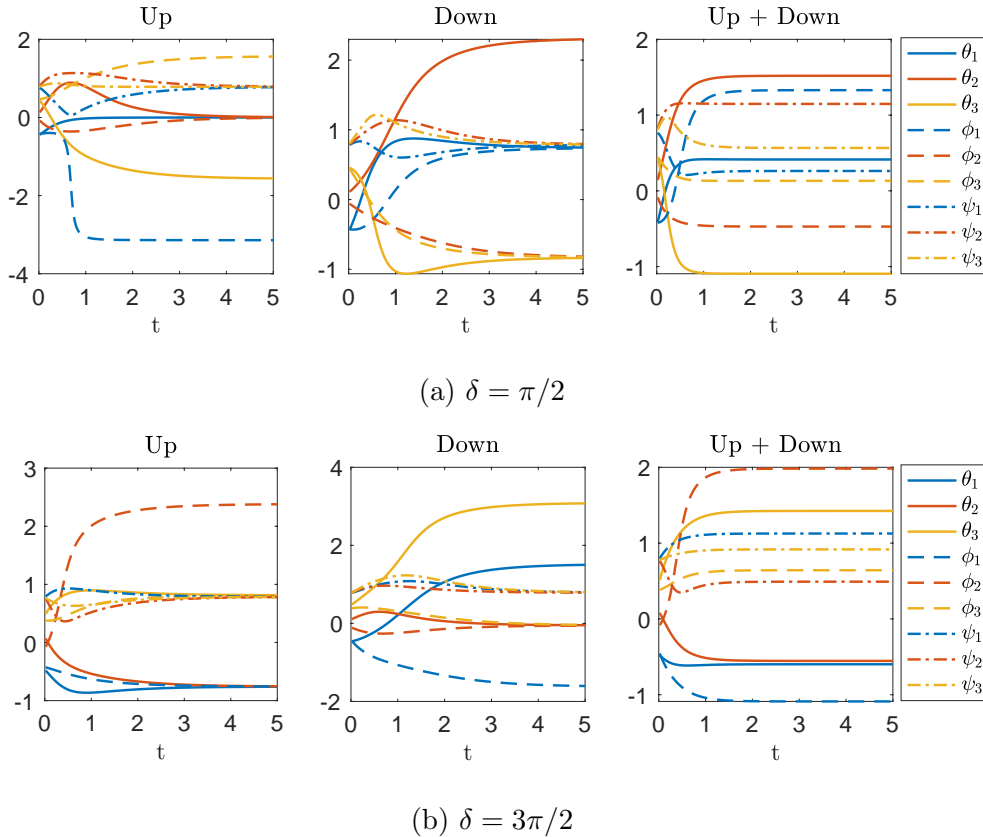 Up Down Up + Down
2 2 2 θ₁
θ₂
θ₃
0 1 1 ϕ₁
ϕ₂
-2 0 0 ϕ₃
ψ₁
ψ₂
-4 -1 -1 ψ₃
0 1 2 3 4 5 0 1 2 3 4 5 0 1 2 3 4 5
t t t
(a) δ = π/2
Up Down Up + Down
3 4 2 θ₁
θ₂
2 θ₃
2 1 ϕ₁
1 ϕ₂
0 0 ϕ₃
0 ψ₁
ψ₂
-1 -2 -1 ψ₃
0 1 2 3 4 5 0 1 2 3 4 5 0 1 2 3 4 5
t t t
(b) δ = 3π/2